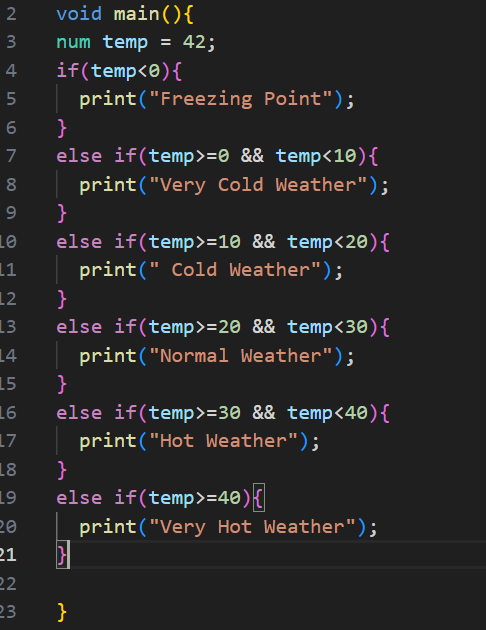 2 void main(){
3 num temp = 42;
4 if(temp<0){
5   print("Freezing Point");
6 }
7 else if(temp>=0 && temp<10){
8   print("Very Cold Weather");
9 }
10 else if(temp>=10 && temp<20){
11   print(" Cold Weather");
12 }
13 else if(temp>=20 && temp<30){
14   print("Normal Weather");
15 }
16 else if(temp>=30 && temp<40){
17   print("Hot Weather");
18 }
19 else if(temp>=40){
20   print("Very Hot Weather");
21 }
22
23 }